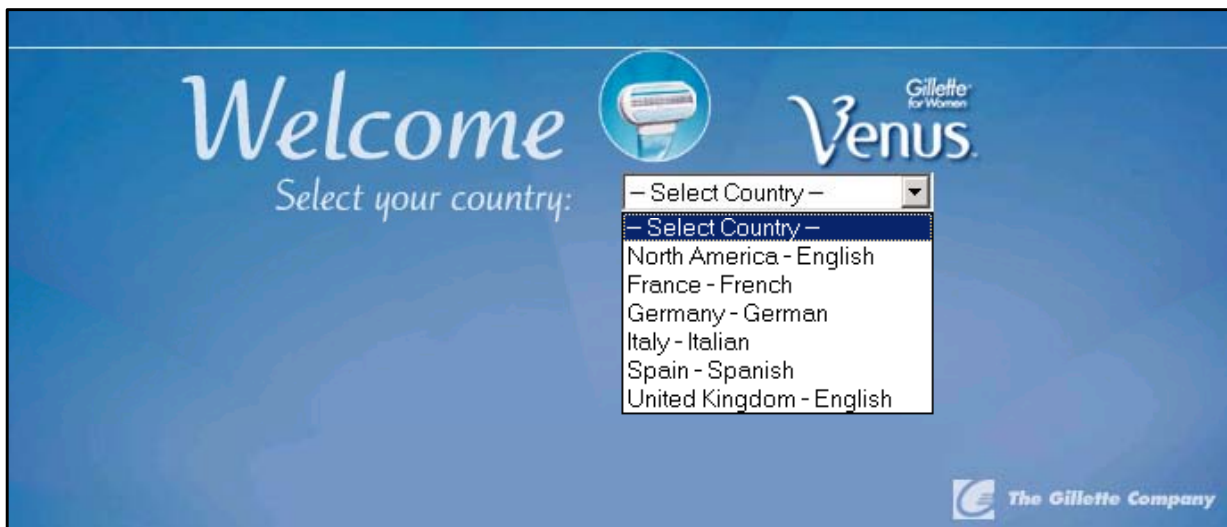 Welcome
Gillette
for Women
Venus
Select your country:
– Select Country –
– Select Country –
North America - English
France - French
Germany - German
Italy - Italian
Spain - Spanish
United Kingdom - English
The Gillette Company